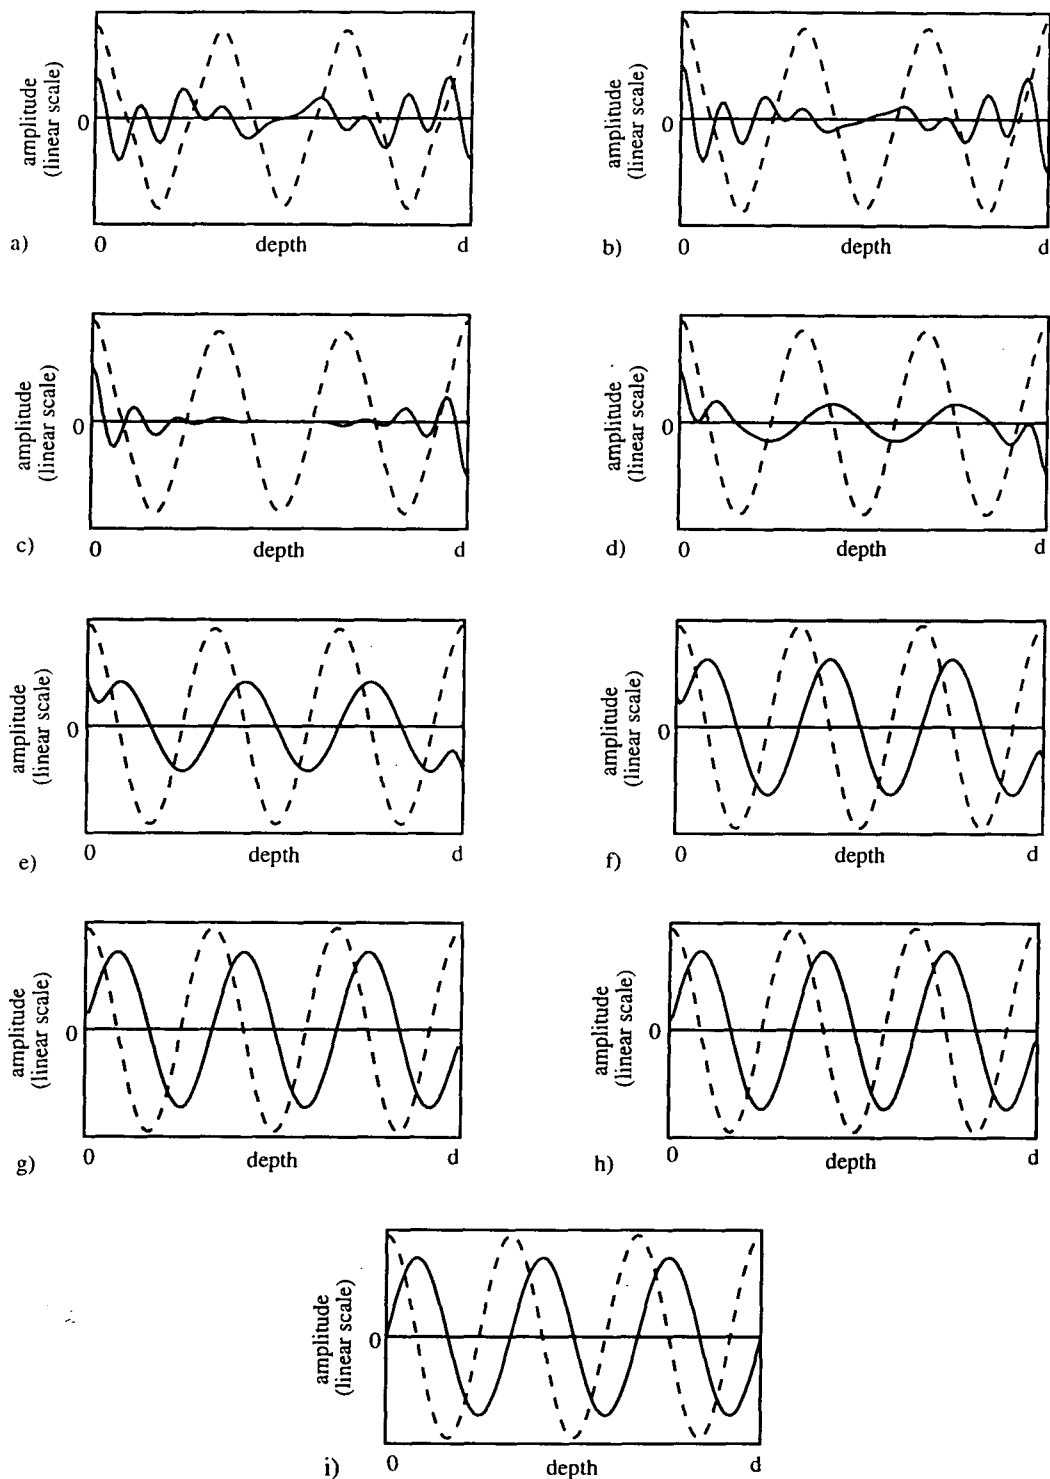 amplitude
(linear scale)
0
a)
0
depth
d
amplitude
(linear scale)
0
b)
0
depth
d
amplitude
(linear scale)
0
c)
0
depth
d
amplitude
(linear scale)
0
d)
0
depth
d
amplitude
(linear scale)
0
e)
0
depth
d
amplitude
(linear scale)
0
f)
0
depth
d
amplitude
(linear scale)
0
g)
0
depth
d
amplitude
(linear scale)
0
h)
0
depth
d
amplitude
(linear scale)
0
i)
0
depth
d